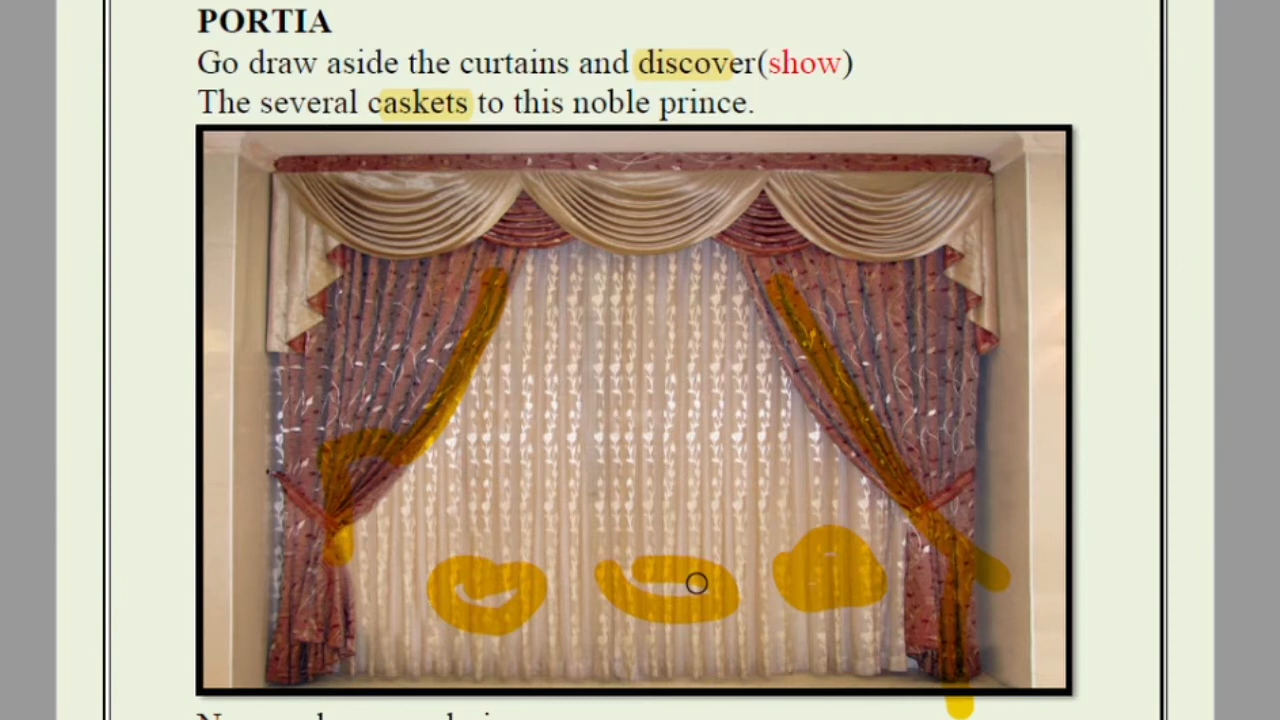 PORTIA
Go draw aside the curtains and discover(show)
The several caskets to this noble prince.